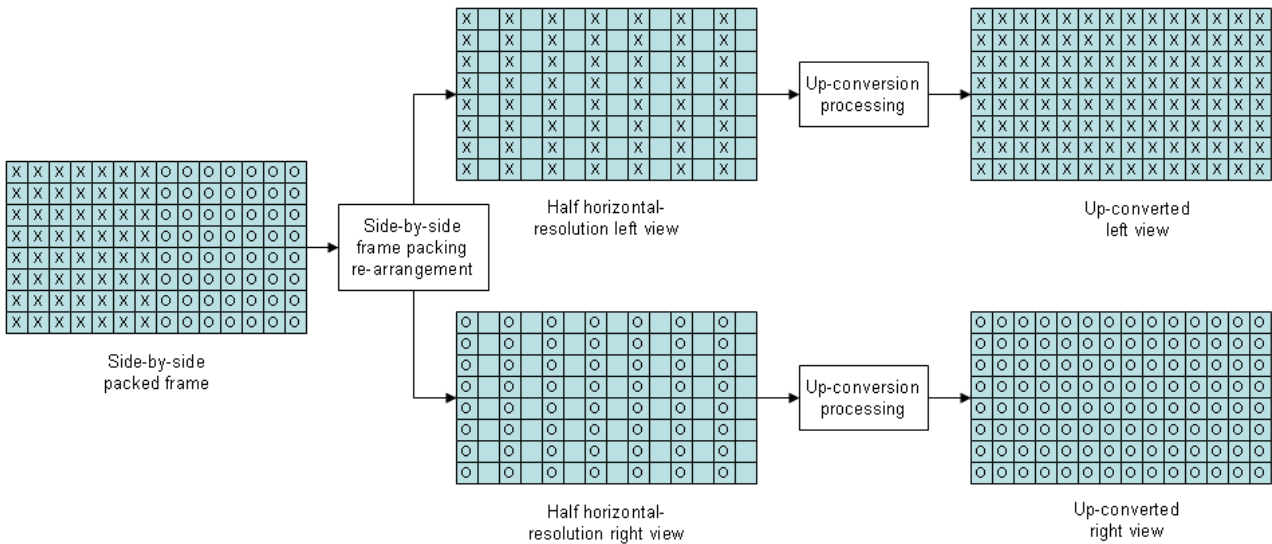 X X X X X X X O O O O O O O
X X X X X X X O O O O O O O
X X X X X X X O O O O O O O
X X X X X X X O O O O O O O
X X X X X X X O O O O O O O
X X X X X X X O O O O O O O
X X X X X X X O O O O O O O
X X X X X X X O O O O O O O
Side-by-side
packed frame
Side-by-side
frame packing
re-arrangement
X X X X X X X
X X X X X X X
X X X X X X X
X X X X X X X
X X X X X X X
X X X X X X X
X X X X X X X
X X X X X X X
Half horizontal-
resolution left view
Up-conversion
processing
X X X X X X X X X X X X X X
X X X X X X X X X X X X X X
X X X X X X X X X X X X X X
X X X X X X X X X X X X X X
X X X X X X X X X X X X X X
X X X X X X X X X X X X X X
X X X X X X X X X X X X X X
X X X X X X X X X X X X X X
Up-converted
left view
O O O O O O O
O O O O O O O
O O O O O O O
O O O O O O O
O O O O O O O
O O O O O O O
O O O O O O O
O O O O O O O
Half horizontal-
resolution right view
Up-conversion
processing
O O O O O O O O O O O O O O
O O O O O O O O O O O O O O
O O O O O O O O O O O O O O
O O O O O O O O O O O O O O
O O O O O O O O O O O O O O
O O O O O O O O O O O O O O
O O O O O O O O O O O O O O
O O O O O O O O O O O O O O
Up-converted
right view